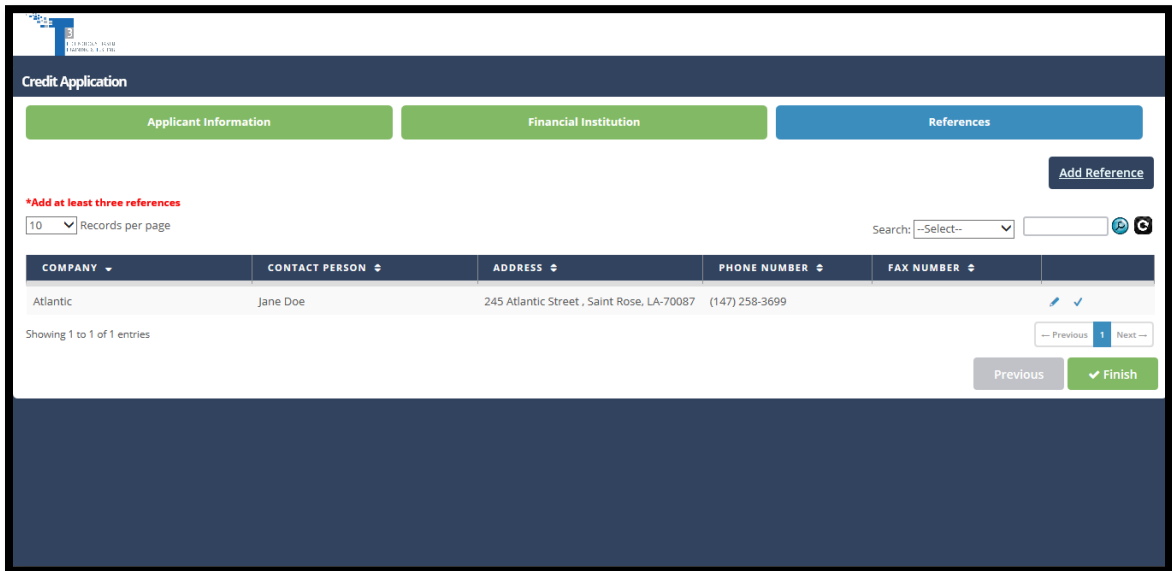 Credit Application
Applicant Information
Financial Institution
References
Add Reference
*Add at least three references
10 Records per page
Search: --Select--
COMPANY CONTACT PERSON ADDRESS PHONE NUMBER FAX NUMBER
Atlantic Jane Doe 245 Atlantic Street , Saint Rose, LA-70087 (147) 258-3699
Showing 1 to 1 of 1 entries
← Previous 1 Next →
Previous Finish